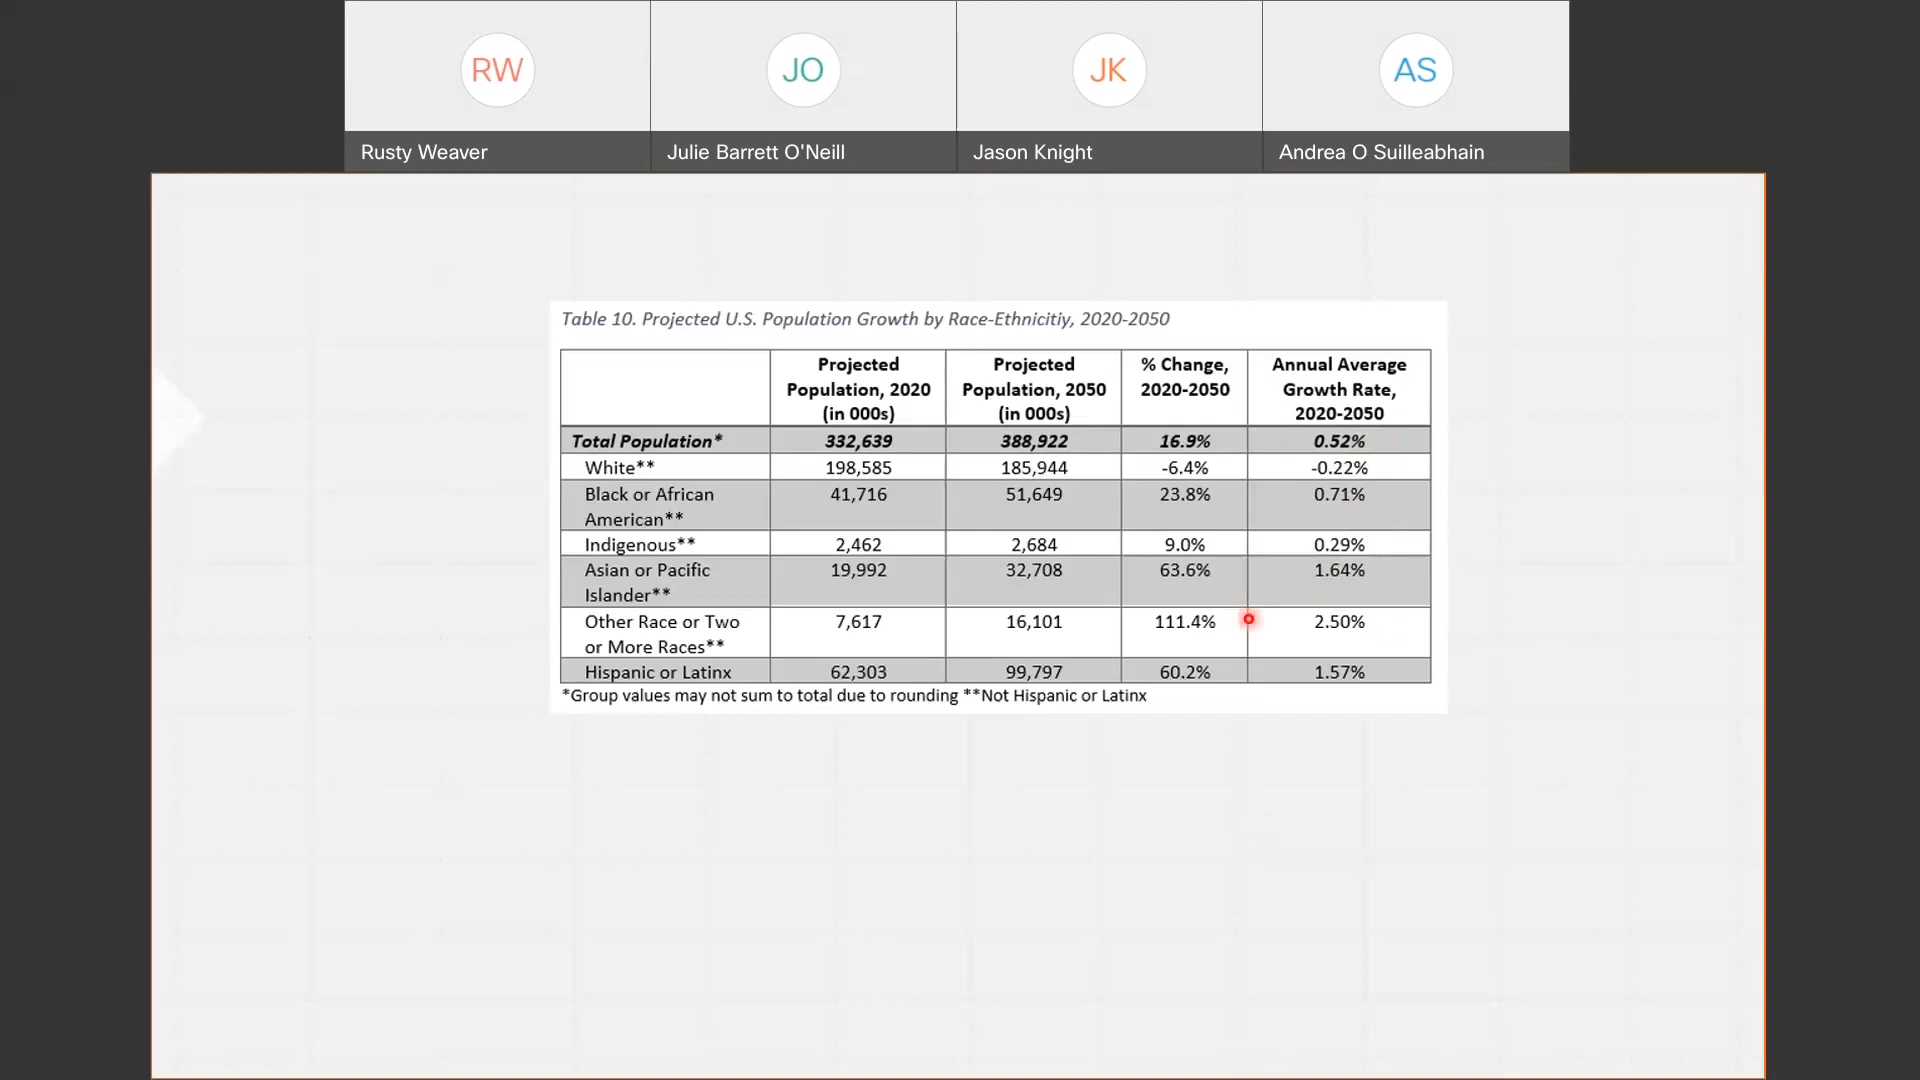 RW
JO
JK
AS
Rusty Weaver
Julie Barrett O'Neill
Jason Knight
Andrea O Suilleabhain
Table 10. Projected U.S. Population Growth by Race-Ethnicitiy, 2020-2050
Projected Population, 2020 (in 000s) Projected Population, 2050 (in 000s) % Change, 2020-2050 Annual Average Growth Rate, 2020-2050
Total Population* 332,639 388,922 16.9% 0.52%
White** 198,585 185,944 -6.4% -0.22%
Black or African American** 41,716 51,649 23.8% 0.71%
Indigenous** 2,462 2,684 9.0% 0.29%
Asian or Pacific Islander** 19,992 32,708 63.6% 1.64%
Other Race or Two or More Races** 7,617 16,101 111.4% 2.50%
Hispanic or Latinx 62,303 99,797 60.2% 1.57%
*Group values may not sum to total due to rounding **Not Hispanic or Latinx